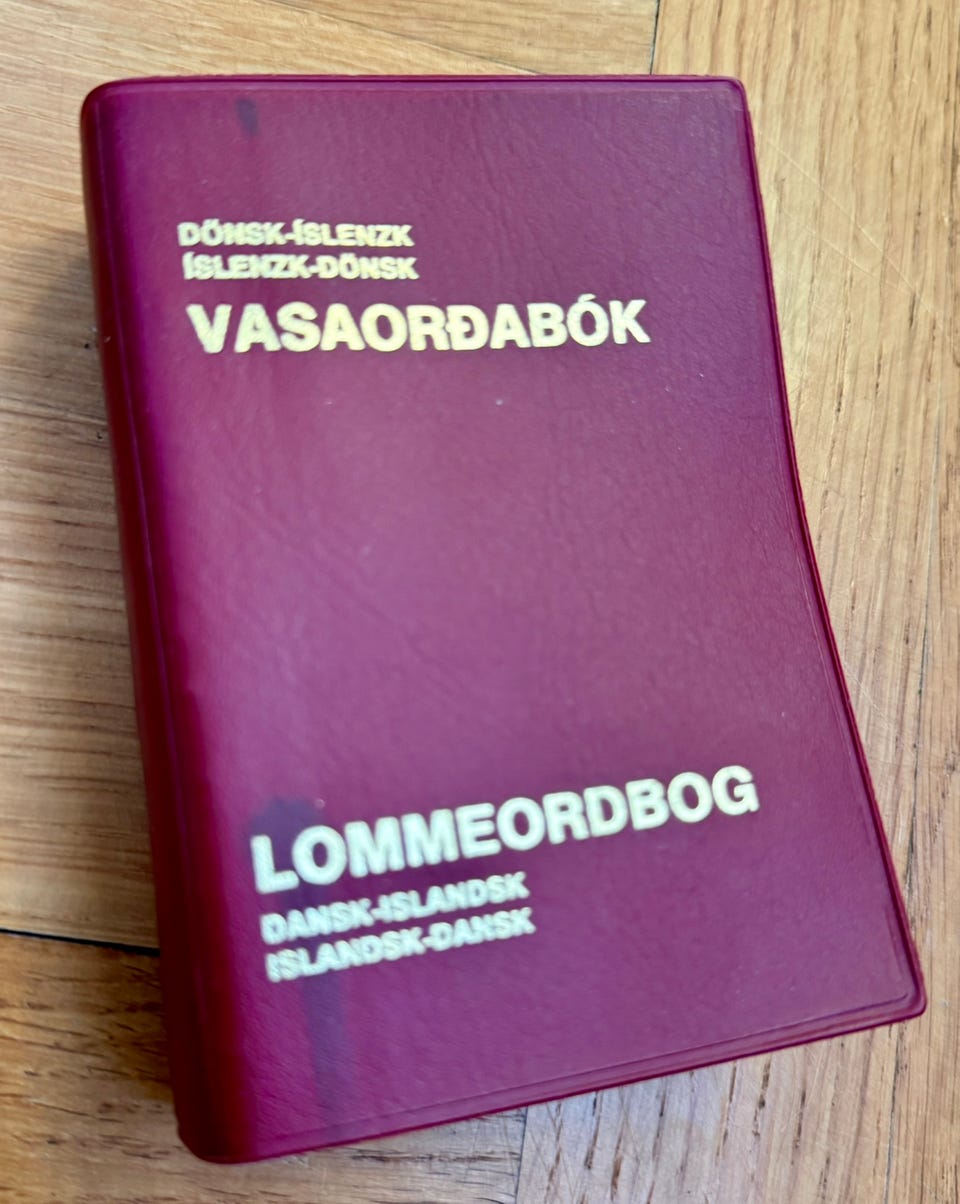 DÖNSK-ÍSLENZK
ÍSLENZK-DÖNSK
VASAORÐABÓK
LOMMEORDBOG
DANSK-ISLANDSK
ISLANDSK-DANSK